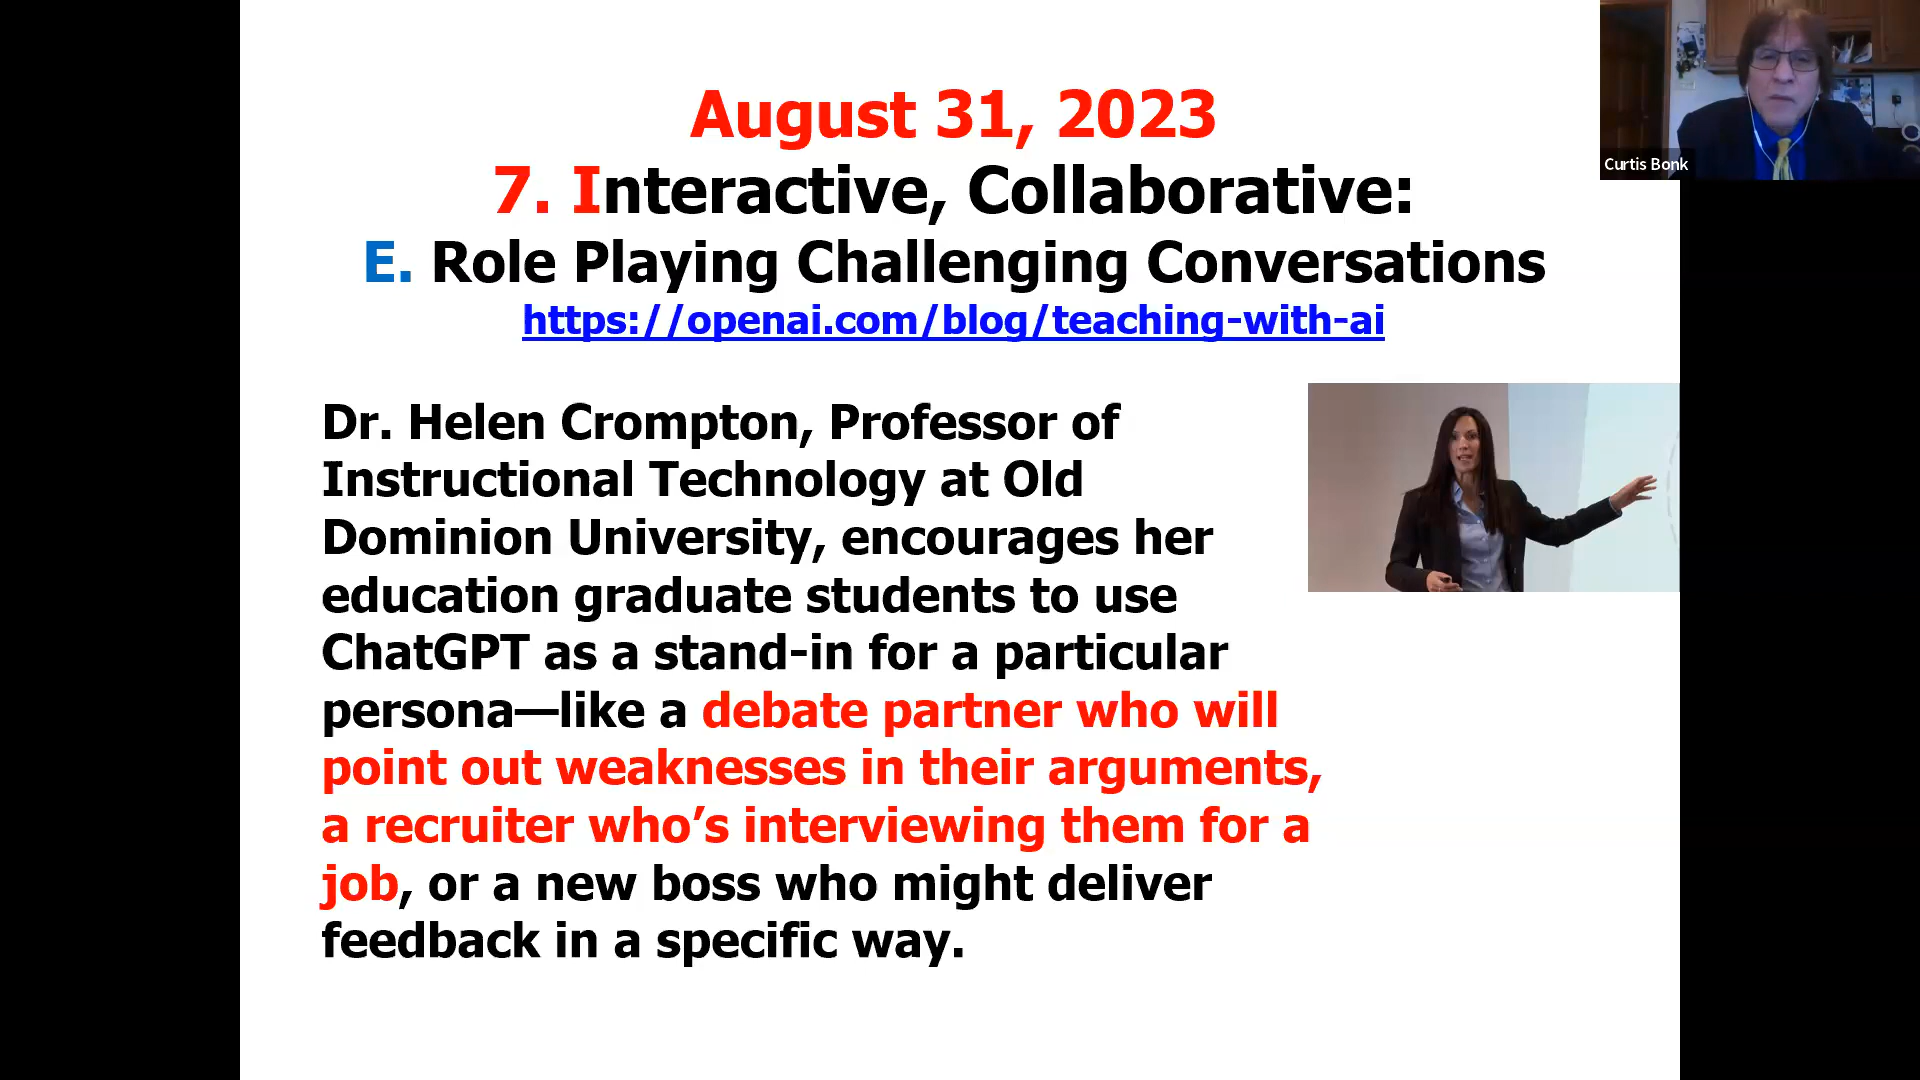 August 31, 2023
7. Interactive, Collaborative:
E. Role Playing Challenging Conversations
https://openai.com/blog/teaching-with-ai
Dr. Helen Crompton, Professor of
Instructional Technology at Old
Dominion University, encourages her
education graduate students to use
ChatGPT as a stand-in for a particular
persona—like a debate partner who will
point out weaknesses in their arguments,
a recruiter who’s interviewing them for a
job, or a new boss who might deliver
feedback in a specific way.
Curtis Bonk